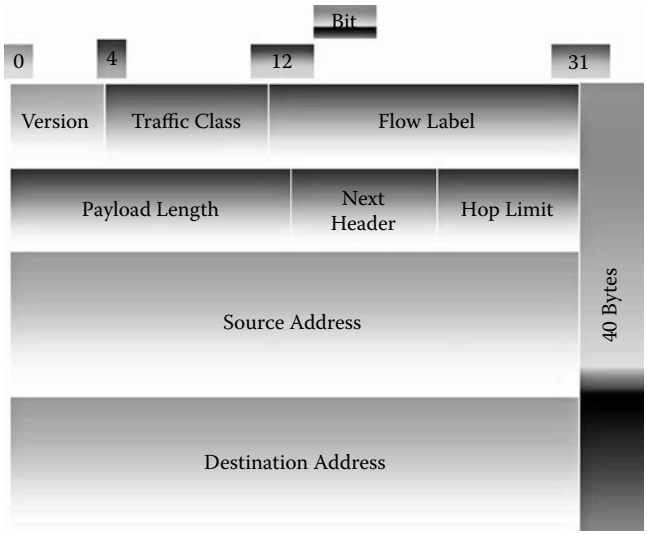 Bit
0
4
12
31
Version
Traffic Class
Flow Label
Payload Length
Next
Header
Hop Limit
40 Bytes
Source Address
Destination Address